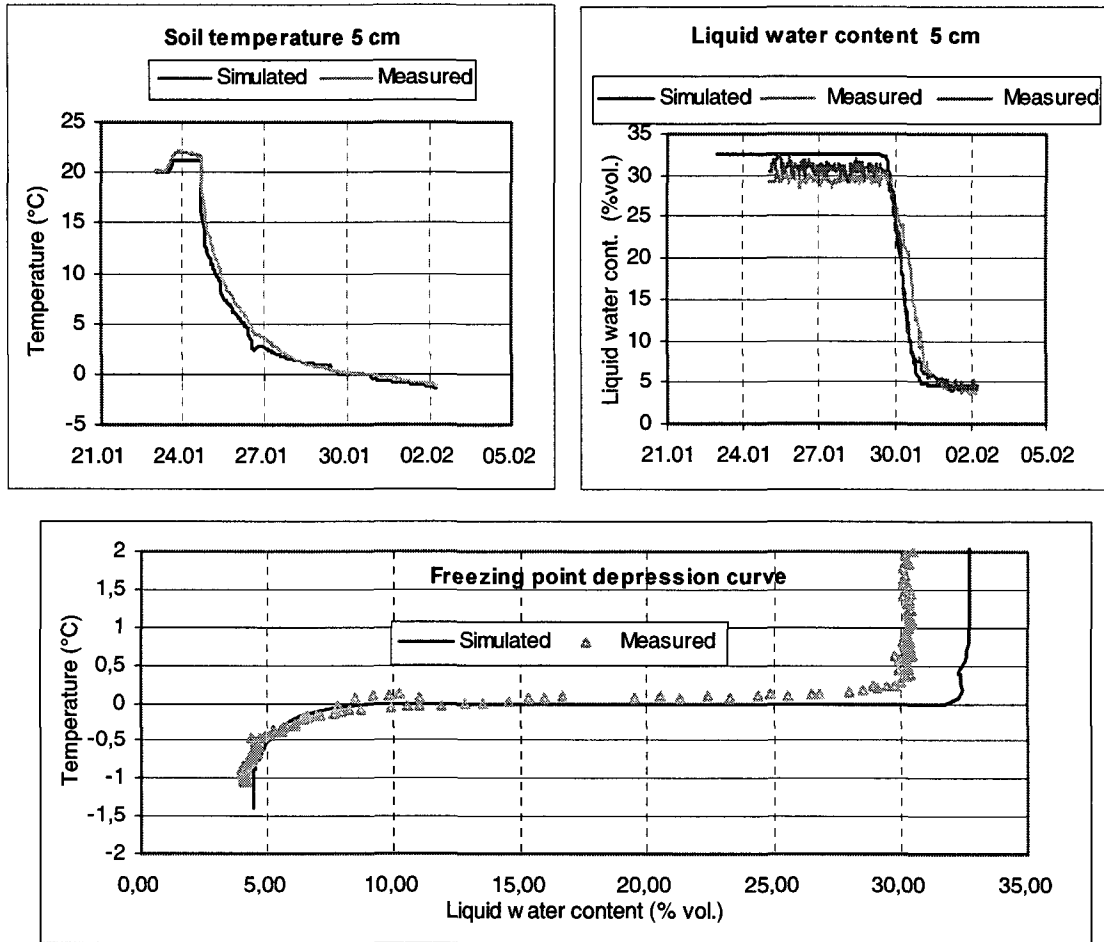 Soil temperature 5 cm
Simulated Measured
25
20
15
10
5
0
-5
Temperature (°C)
21.01 24.01 27.01 30.01 02.02 05.02
Liquid water content 5 cm
Simulated Measured Measured
35
30
25
20
15
10
5
0
Liquid water cont. (%vol.)
21.01 24.01 27.01 30.01 02.02 05.02
Freezing point depression curve
Simulated Measured
2
1,5
1
0,5
0
-0,5
-1
-1,5
-2
Temperature (°C)
0,00 5,00 10,00 15,00 20,00 25,00 30,00 35,00
Liquid water content (% vol.)